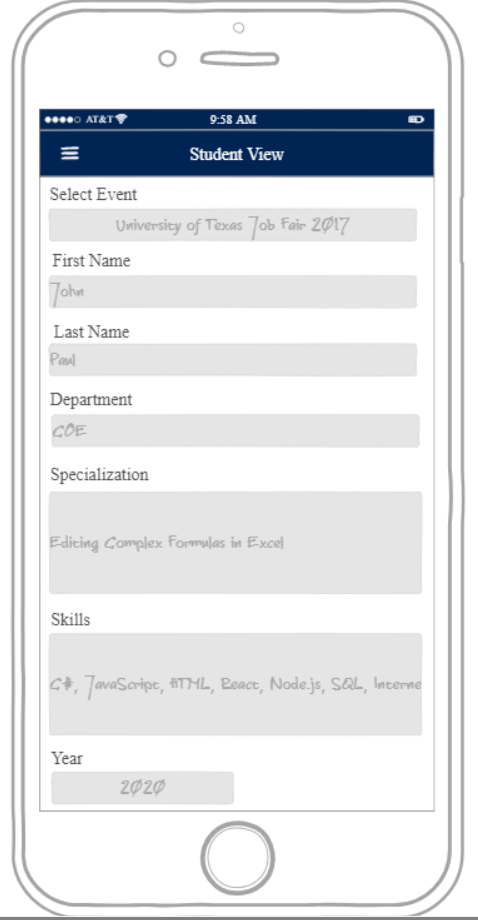 AT&T 9:58 AM
Student View
Select Event
University of Texas Job Fair 2017
First Name
John
Last Name
Paul
Department
COE
Specialization
Editing Complex Formulas in Excel
Skills
C#, JavaScript, HTML, React, Node.js, SQL, Interne
Year
2020